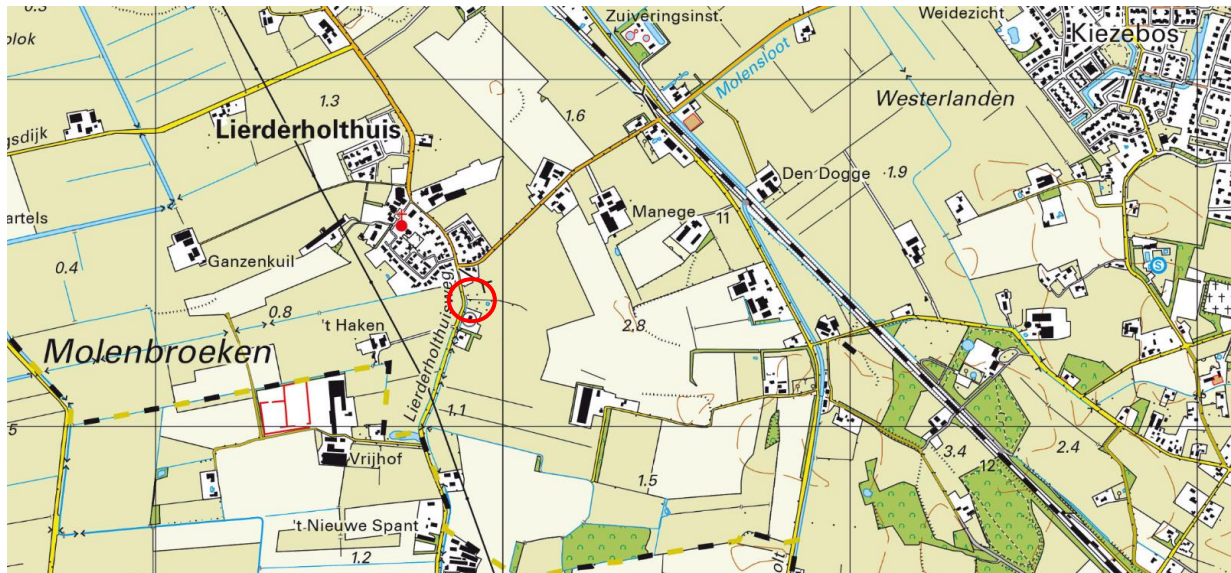 0.3
Zuiveringsinst.
Weidezicht
Kiezebos
Molensloot
1.3
1.6
Westerlanden
Lierderholthuis
Den Dogge
1.9
Manege
11
Ganzenkuil
0.4
S
0.8
't Haken
2.8
Molenbroeken
Lierderholthuisweg
1.1
5
Vrijhof
3.4
2.4
12
1.5
't Nieuwe Spant
1.2